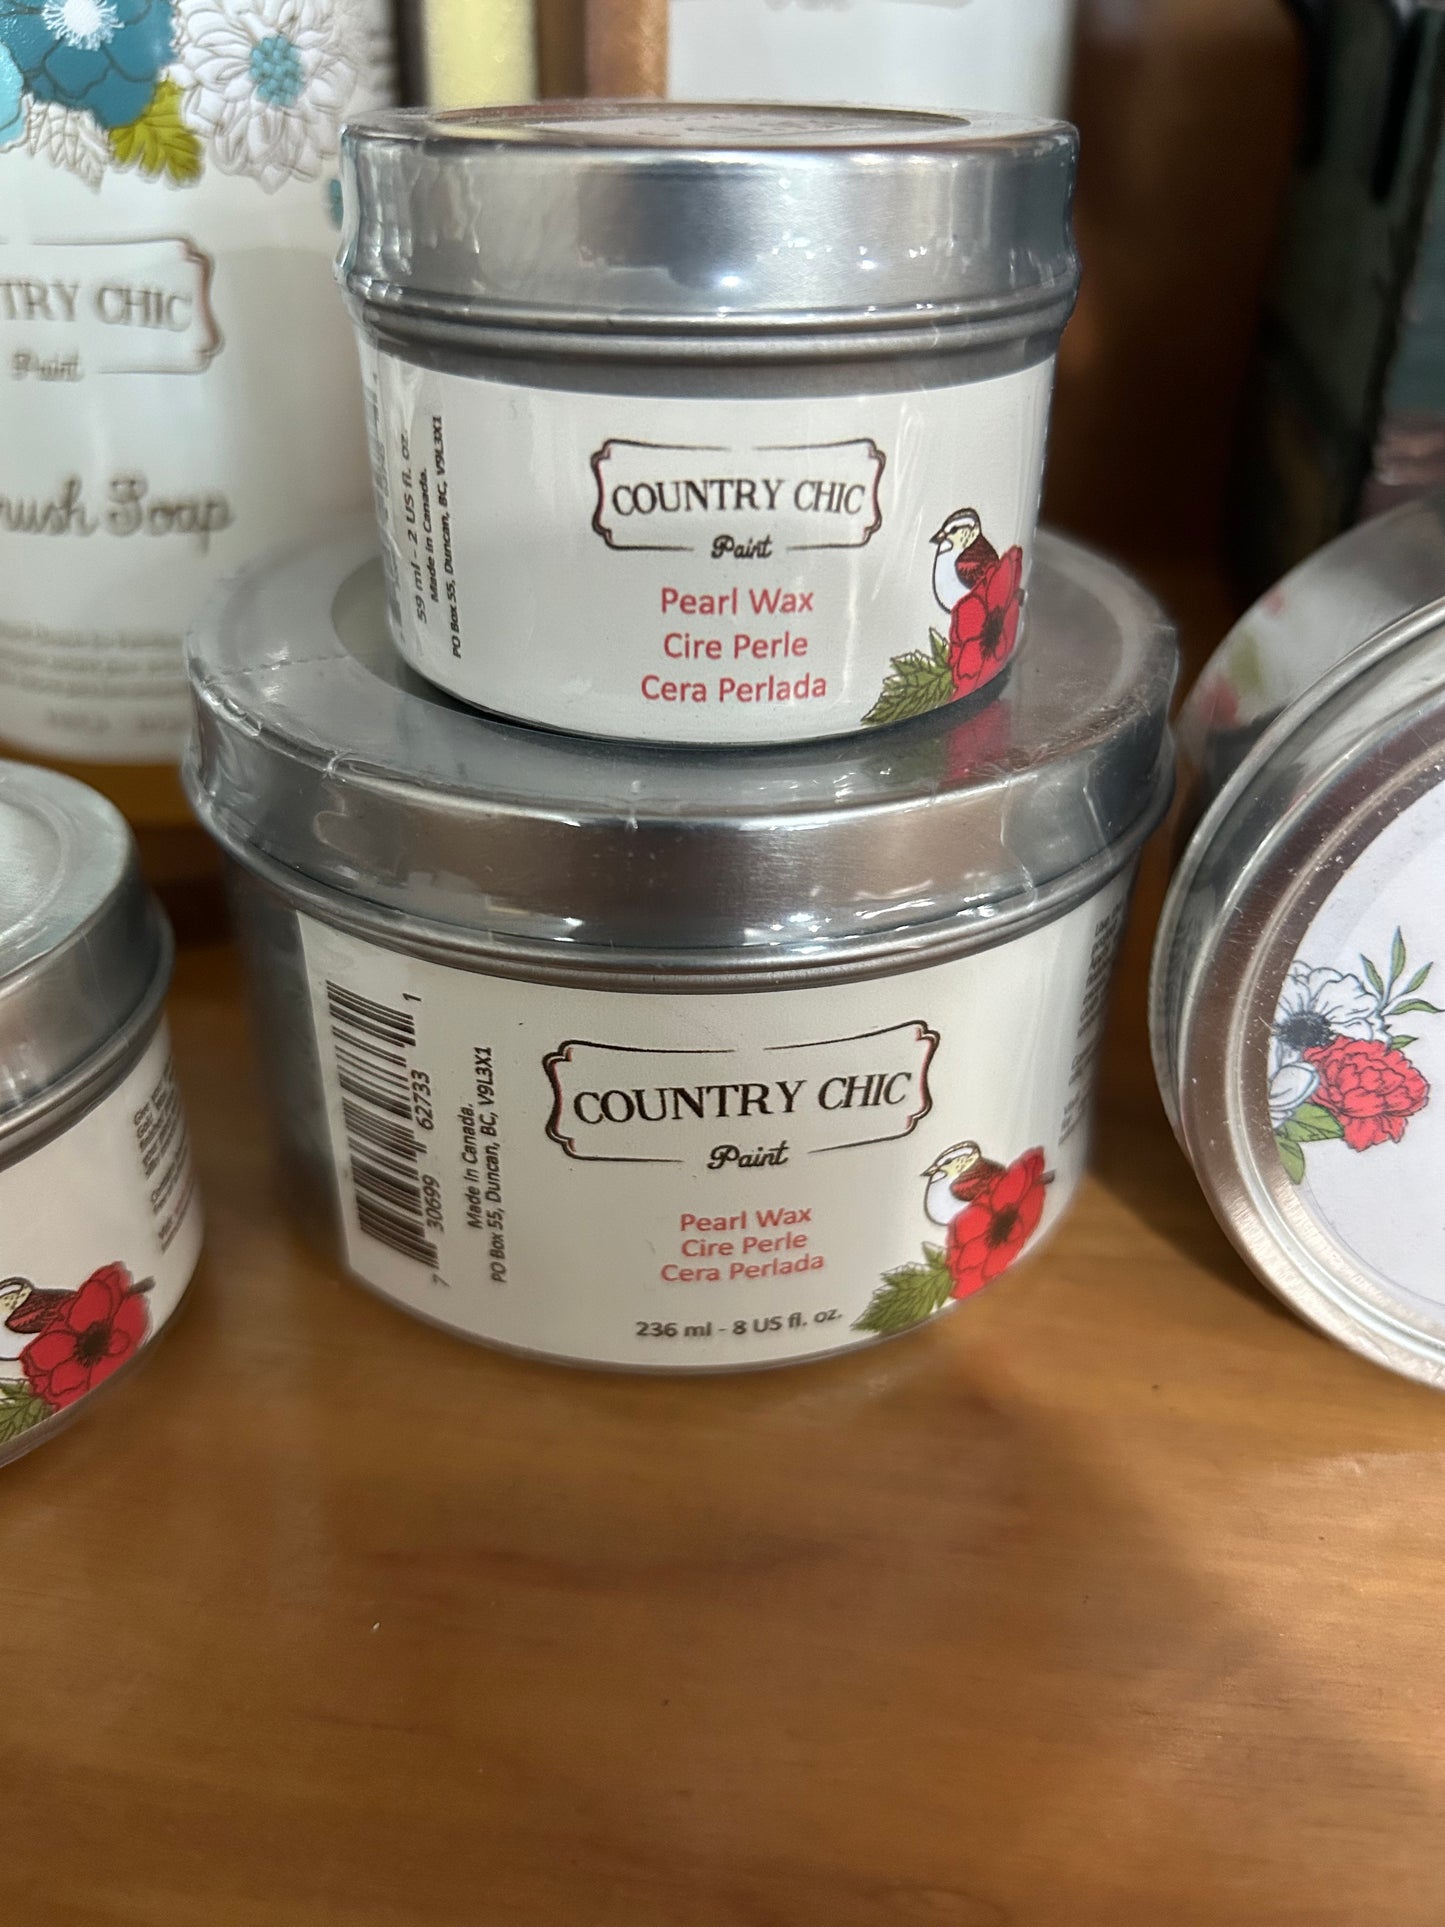 TRY CHIC
Paint
rush Soap
59 ml - 2 US fl. oz.
Made in Canada.
PO Box 55, Duncan, BC, V9L3X1
COUNTRY CHIC
Paint
Pearl Wax
Cire Perle
Cera Perlada
7 30699 62733 1
Made in Canada.
PO Box 55, Duncan, BC, V9L3X1
COUNTRY CHIC
Paint
Pearl Wax
Cire Perle
Cera Perlada
236 ml - 8 US fl. oz.